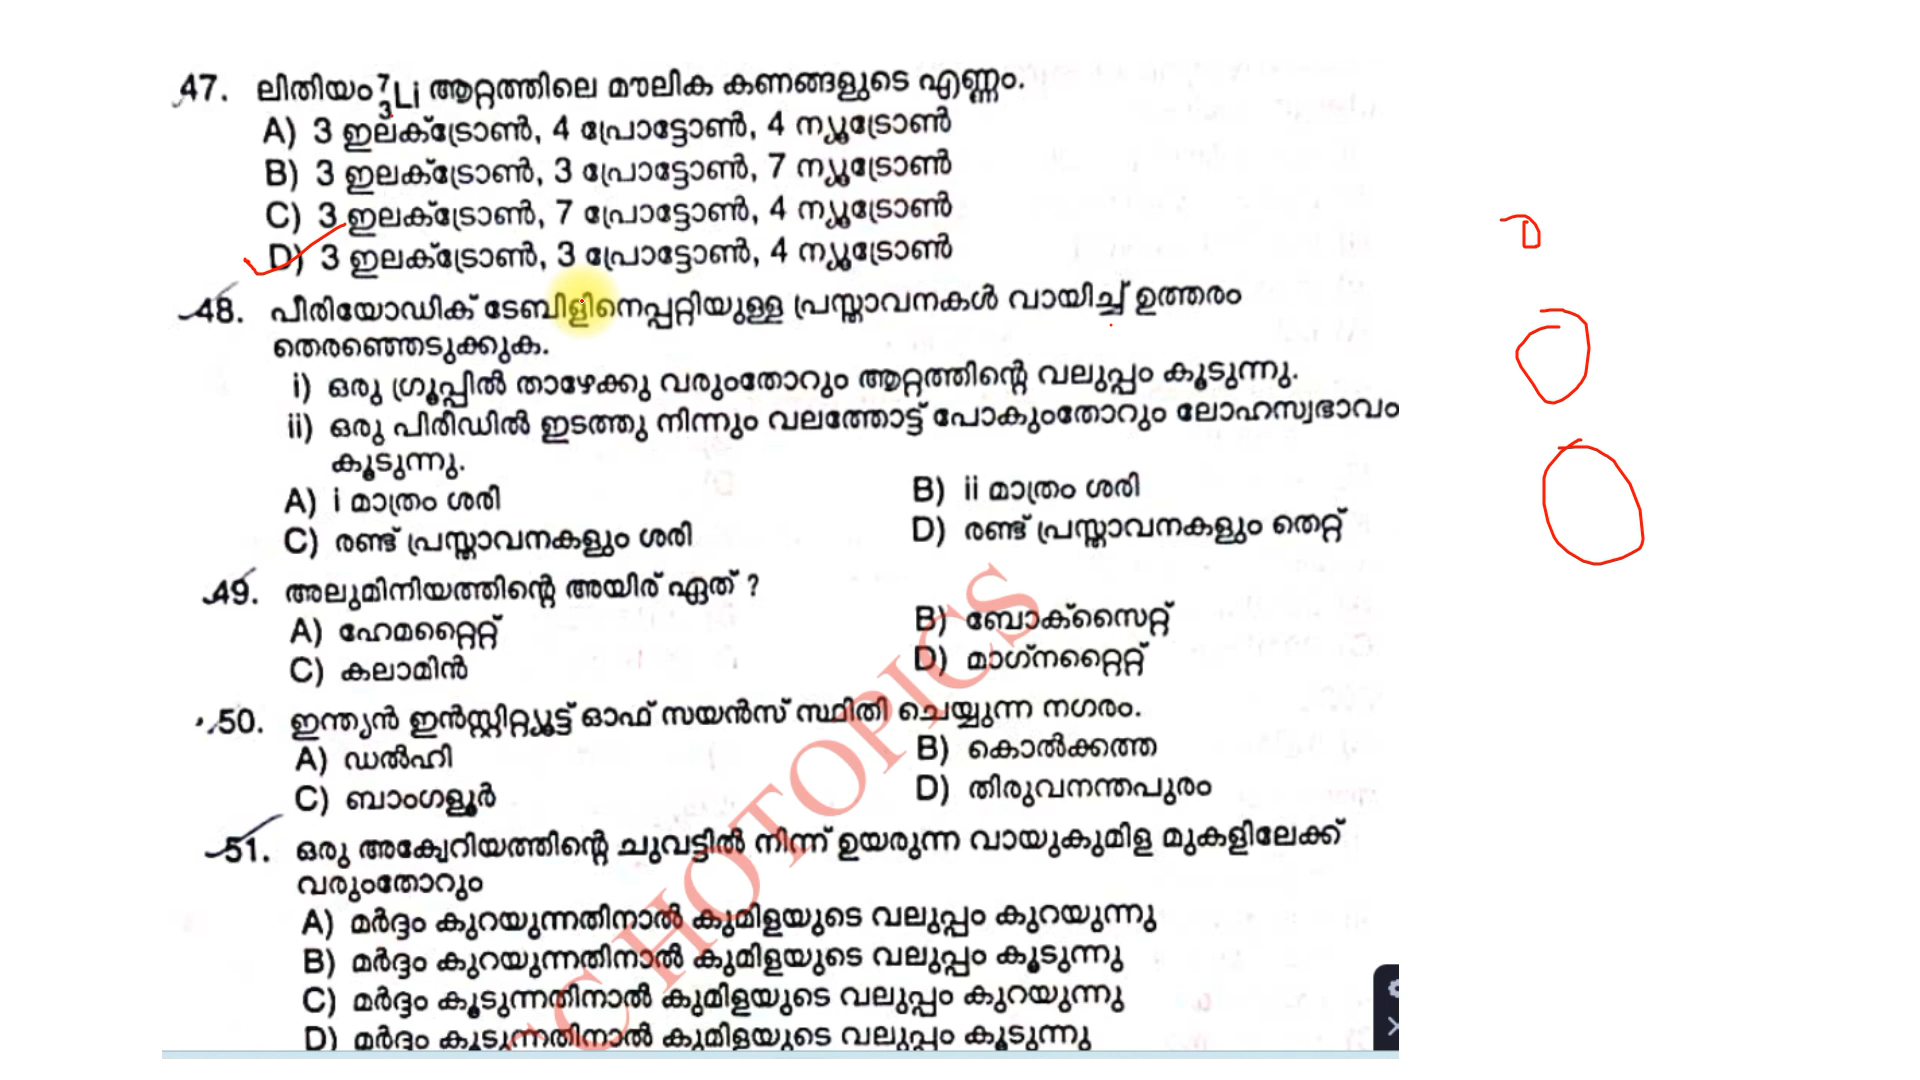 47. ലിതിയം ⁷₃Li ആറ്റത്തിലെ മൗലിക കണങ്ങളുടെ എണ്ണം.
A) 3 ഇലക്ട്രോൺ, 4 പ്രോട്ടോൺ, 4 ന്യൂട്രോൺ
B) 3 ഇലക്ട്രോൺ, 3 പ്രോട്ടോൺ, 7 ന്യൂട്രോൺ
C) 3 ഇലക്ട്രോൺ, 7 പ്രോട്ടോൺ, 4 ന്യൂട്രോൺ
D) 3 ഇലക്ട്രോൺ, 3 പ്രോട്ടോൺ, 4 ന്യൂട്രോൺ
48. പീരിയോഡിക് ടേബിളിനെപ്പറ്റിയുള്ള പ്രസ്താവനകൾ വായിച്ച് ഉത്തരം
തെരഞ്ഞെടുക്കുക.
i) ഒരു ഗ്രൂപ്പിൽ താഴേക്കു വരുംതോറും ആറ്റത്തിന്റെ വലുപ്പം കൂടുന്നു.
ii) ഒരു പിരീഡിൽ ഇടത്തു നിന്നും വലത്തോട്ട് പോകുംതോറും ലോഹസ്വഭാവം
കൂടുന്നു.
A) i മാത്രം ശരി B) ii മാത്രം ശരി
C) രണ്ട് പ്രസ്താവനകളും ശരി D) രണ്ട് പ്രസ്താവനകളും തെറ്റ്
49. അലുമിനിയത്തിന്റെ അയിര് ഏത് ?
A) ഹേമറ്റൈറ്റ് B) ബോക്സൈറ്റ്
C) കലാമിൻ D) മാഗ്നറ്റൈറ്റ്
50. ഇന്ത്യൻ ഇൻസ്റ്റിറ്റ്യൂട്ട് ഓഫ് സയൻസ് സ്ഥിതി ചെയ്യുന്ന നഗരം.
A) ഡൽഹി B) കൊൽക്കത്ത
C) ബാംഗളൂർ D) തിരുവനന്തപുരം
51. ഒരു അക്വേറിയത്തിന്റെ ചുവട്ടിൽ നിന്ന് ഉയരുന്ന വായുകുമിള മുകളിലേക്ക്
വരുംതോറും
A) മർദ്ദം കുറയുന്നതിനാൽ കുമിളയുടെ വലുപ്പം കുറയുന്നു
B) മർദ്ദം കുറയുന്നതിനാൽ കുമിളയുടെ വലുപ്പം കൂടുന്നു
C) മർദ്ദം കൂടുന്നതിനാൽ കുമിളയുടെ വലുപ്പം കുറയുന്നു
D) മർദ്ദം കൂടുന്നതിനാൽ കുമിളയുടെ വലുപ്പം കൂടുന്നു
C HOTOPICS